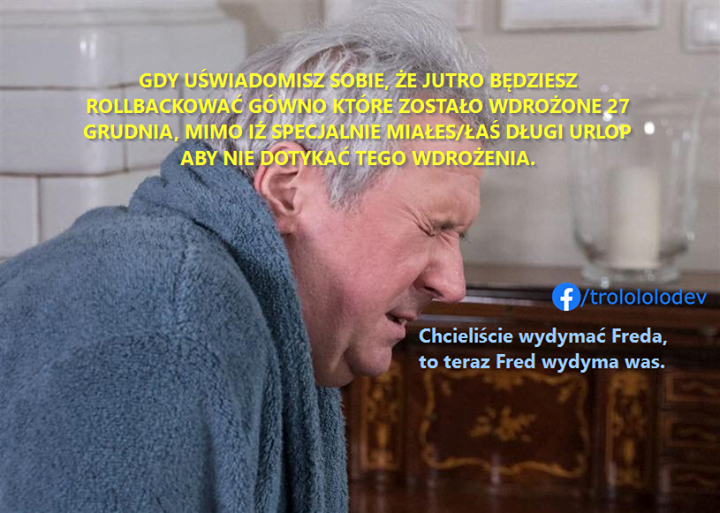 GDY UŚWIADOMISZ SOBIE, ŻE JUTRO BĘDZIESZ
ROLLBACKOWAĆ GÓWNO KTÓRE ZOSTAŁO WDROŻONE 27
GRUDNIA, MIMO IŻ SPECJALNIE MIAŁES/ŁAŚ DŁUGI URLOP
ABY NIE DOTYKAĆ TEGO WDROŻENIA.
/trolololodev
Chcieliście wydymać Freda,
to teraz Fred wydyma was.